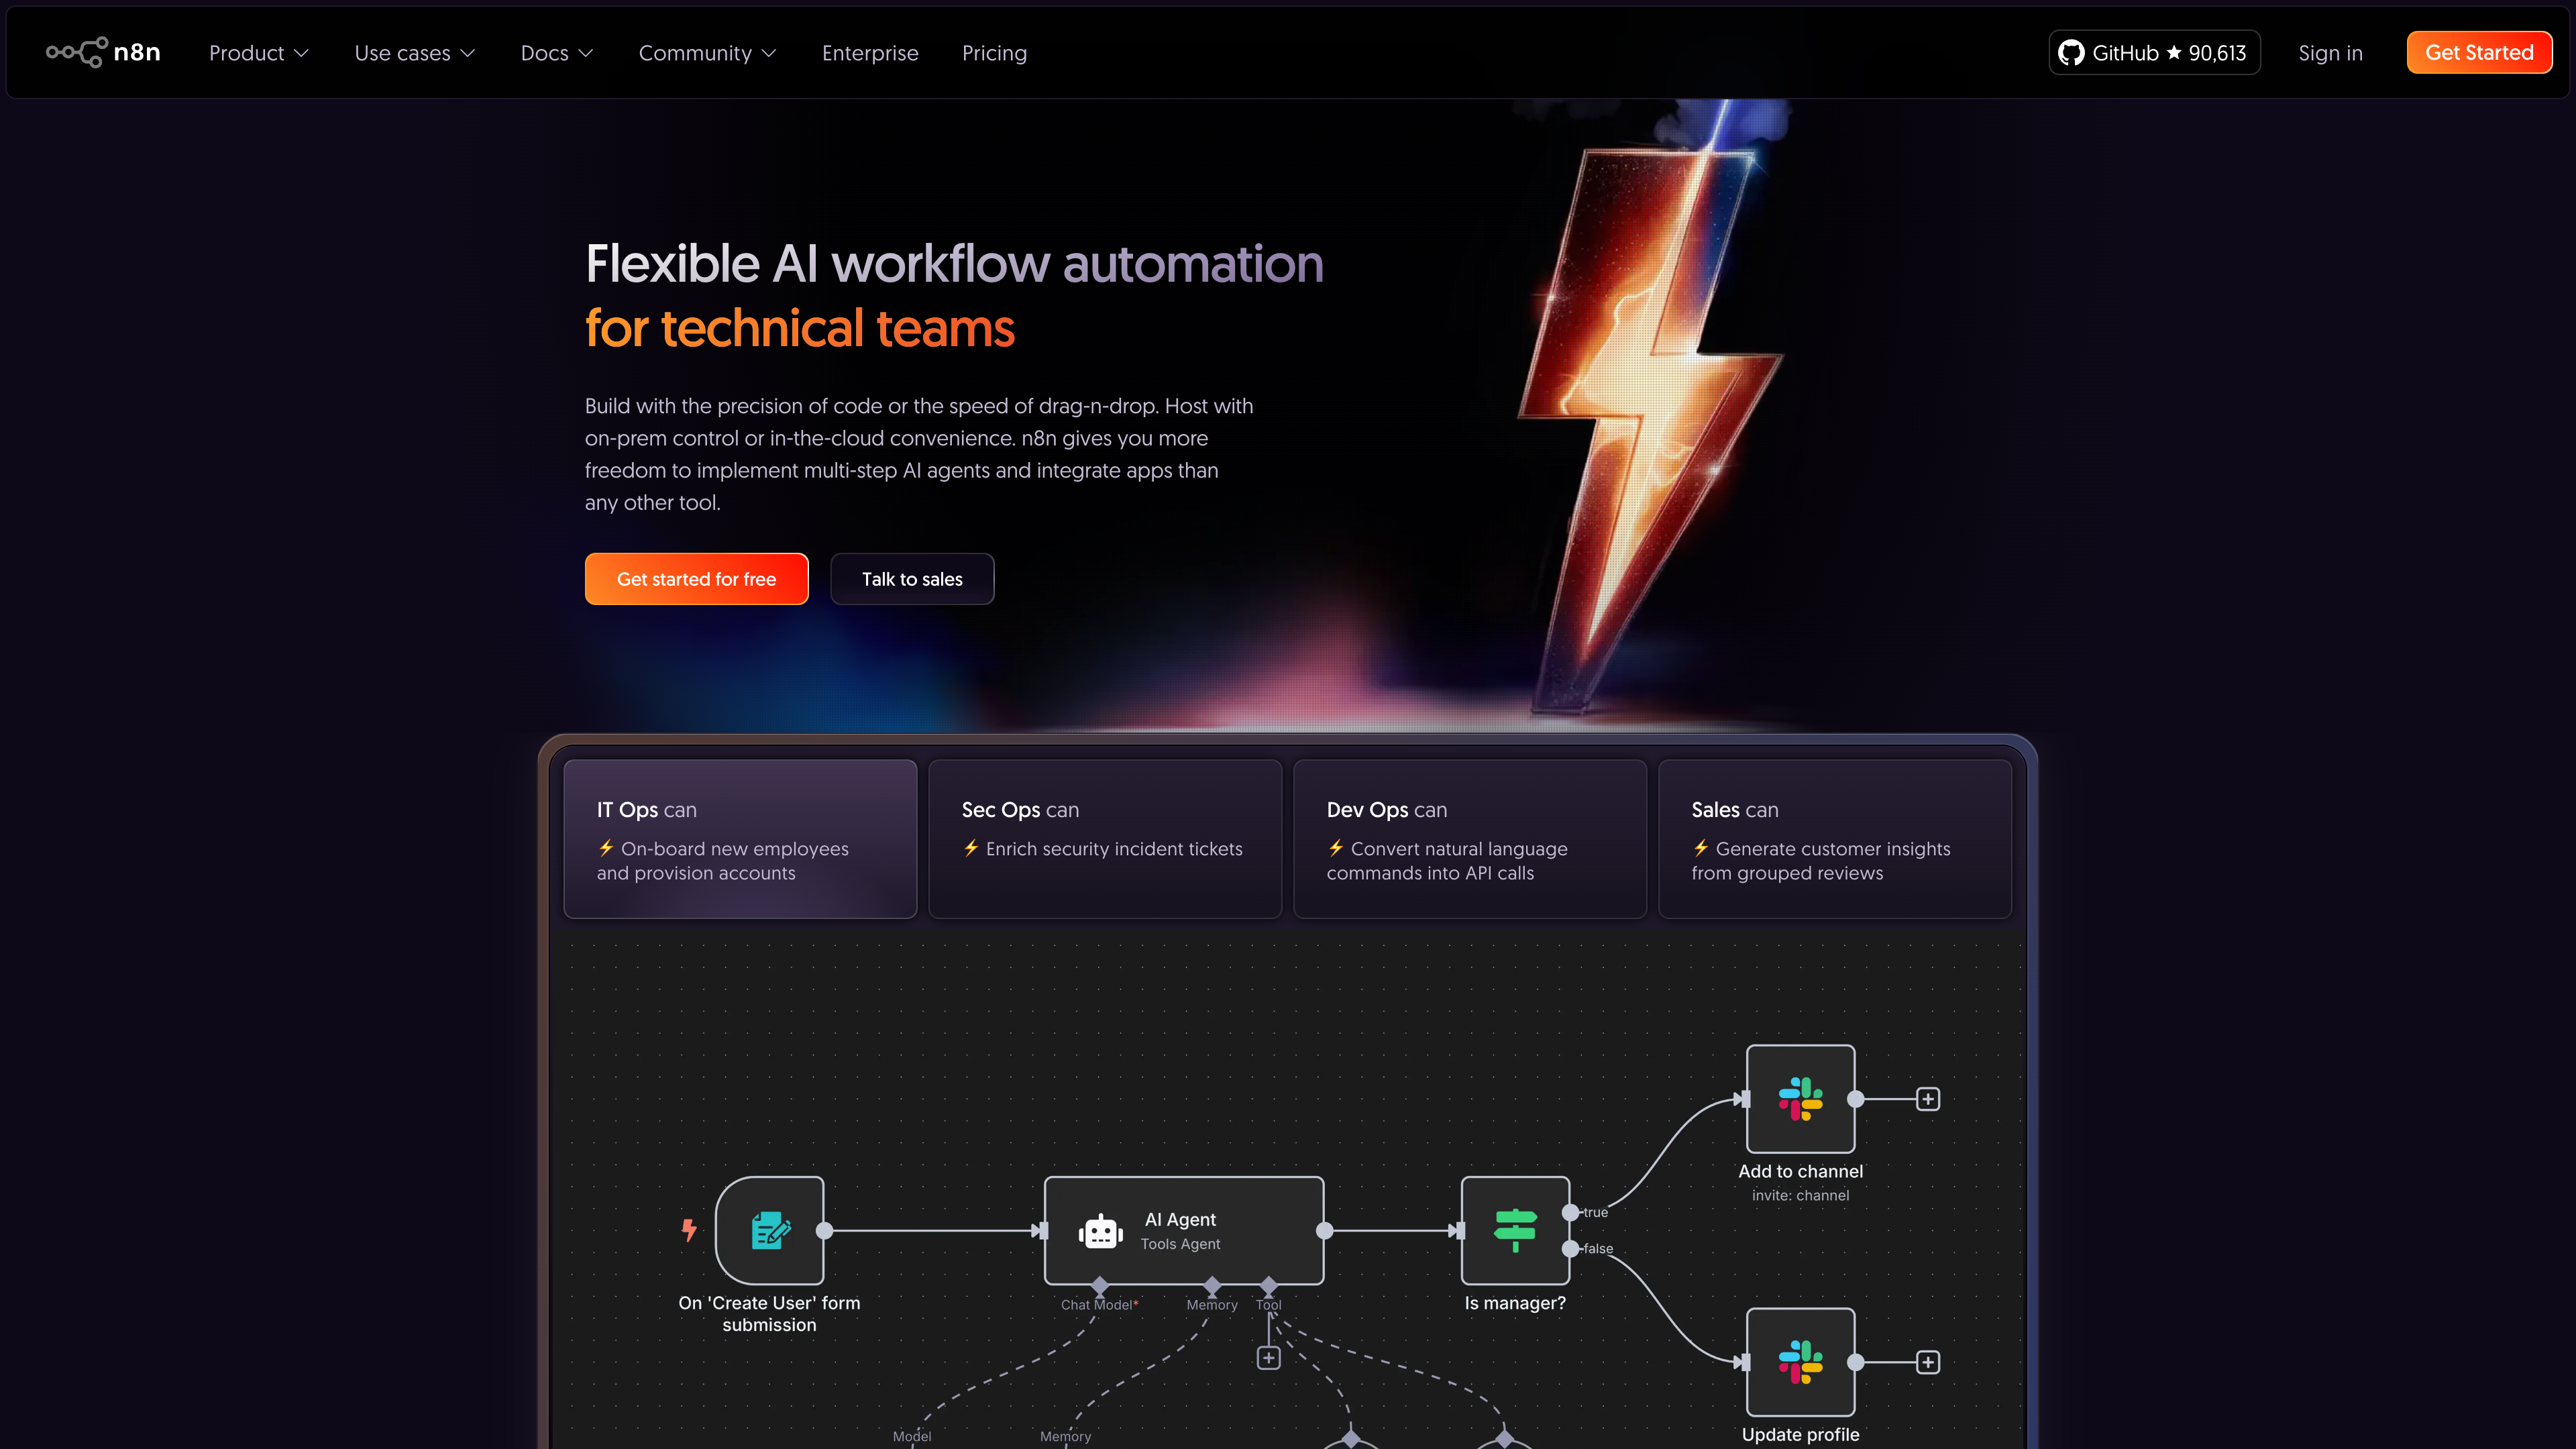 n8n
Product
Use cases
Docs
Community
Enterprise
Pricing
GitHub ★ 90,613
Sign in
Get Started
Flexible AI workflow automation
for technical teams
Build with the precision of code or the speed of drag-n-drop. Host with
on-prem control or in-the-cloud convenience. n8n gives you more
freedom to implement multi-step AI agents and integrate apps than
any other tool.
Get started for free
Talk to sales
IT Ops can
⚡ On-board new employees
and provision accounts
Sec Ops can
⚡ Enrich security incident tickets
Dev Ops can
⚡ Convert natural language
commands into API calls
Sales can
⚡ Generate customer insights
from grouped reviews
Add to channel
invite: channel
AI Agent
Tools Agent
true
false
Chat Model*
Memory
Tool
On 'Create User' form
submission
Is manager?
Model
Memory
Update profile